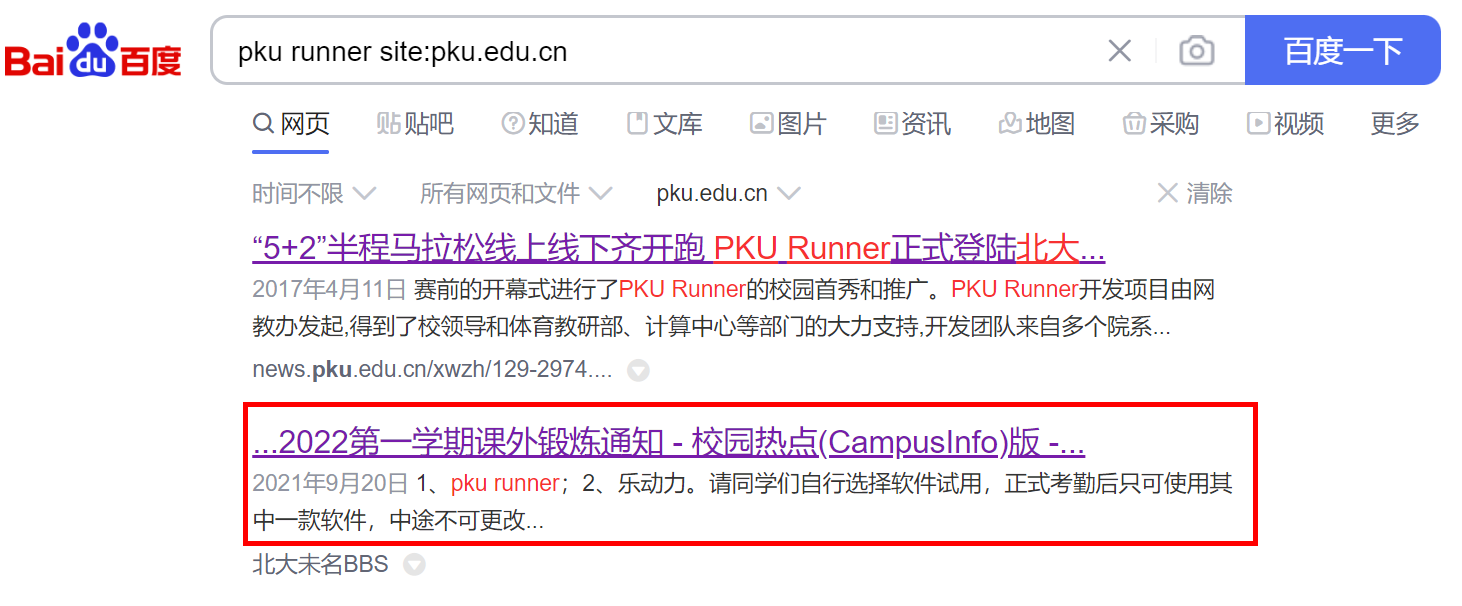 Bai du 百度 pku runner site:pku.edu.cn 百度一下
网页 贴贴吧 知道 文库 图片 资讯 地图 采购 视频 更多
时间不限 所有网页和文件 pku.edu.cn 清除
“5+2”半程马拉松线上线下齐开跑 PKU Runner正式登陆北大...
2017年4月11日 赛前的开幕式进行了PKU Runner的校园首秀和推广。PKU Runner开发项目由网
教办发起,得到了校领导和体育教研部、计算中心等部门的大力支持,开发团队来自多个院系...
news.pku.edu.cn/xwzh/129-2974....
...2022第一学期课外锻炼通知 - 校园热点(CampusInfo)版 -...
2021年9月20日 1、pku runner；2、乐动力。请同学们自行选择软件试用，正式考勤后只可使用其
中一款软件，中途不可更改...
北大未名BBS